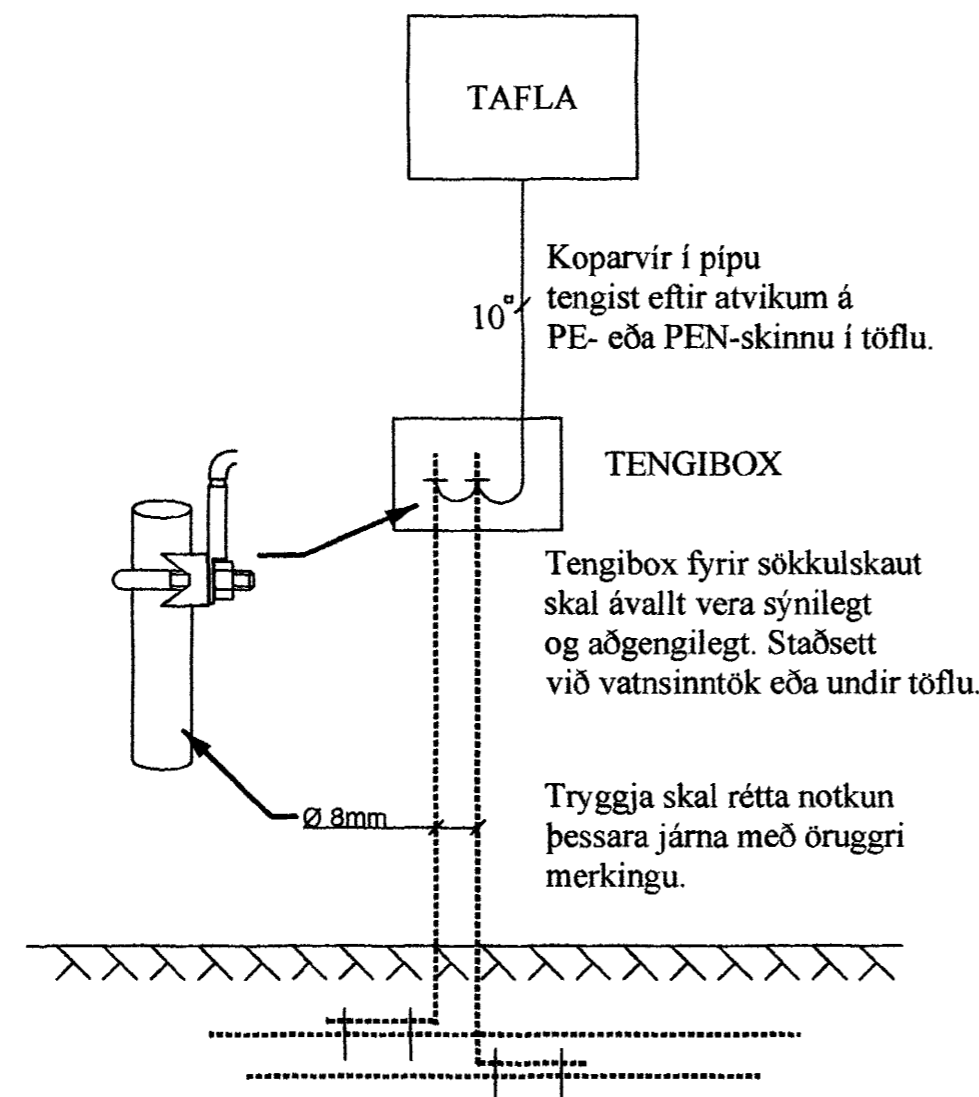 TAFLA
Koparvír í pípu
tengist eftir atvikum á
PE- eða PEN-skinnu í töflu.
10¤
TENGIBOX
Tengibox fyrir sökkulskaut
skal ávallt vera sýnilegt
og aðgengilegt. Staðsett
við vatnsinntök eða undir töflu.
Ø 8mm
Tryggja skal rétta notkun
þessara járna með öruggri
merkingu.